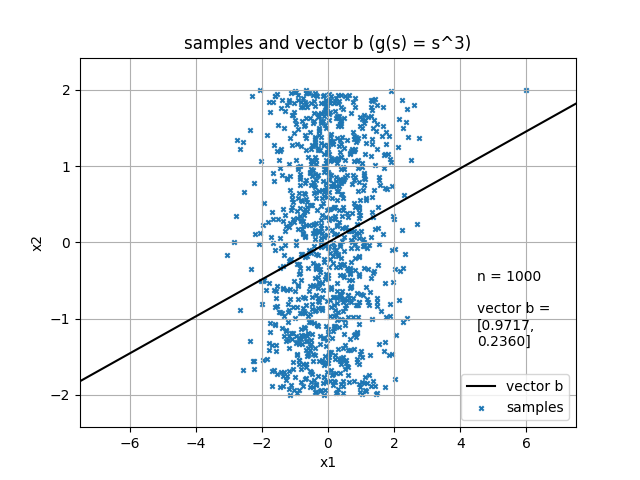 samples and vector b (g(s) = s^3)
2
1
0
−1
−2
x2
n = 1000
vector b =
[0.9717,
0.2360]
vector b
samples
−6
−4
−2
0
2
4
6
x1